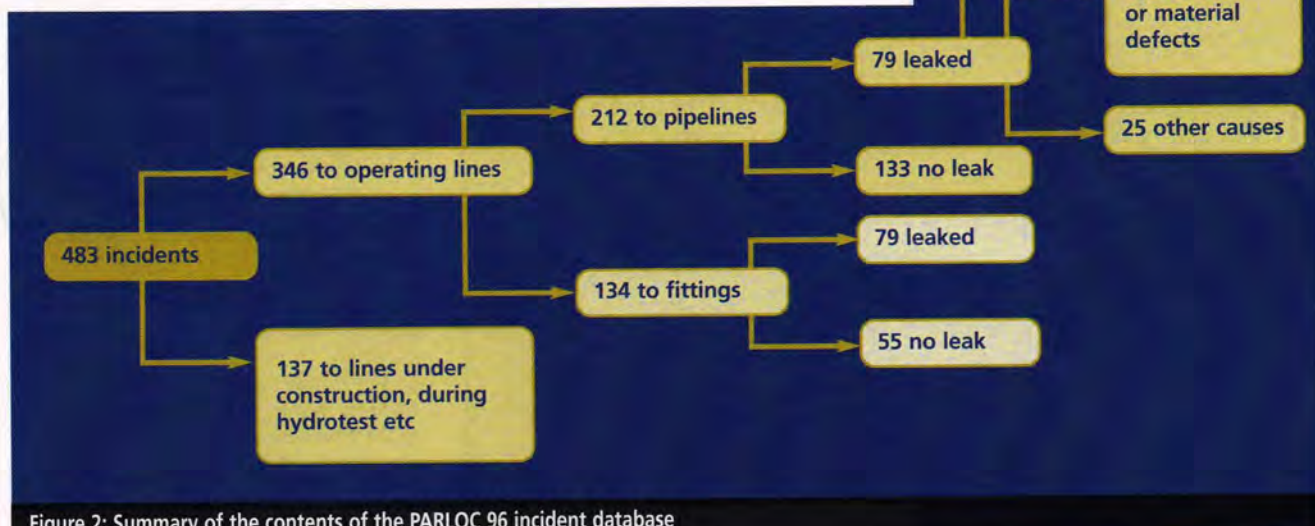 or material
defects
79 leaked
212 to pipelines
25 other causes
346 to operating lines
133 no leak
483 incidents
79 leaked
134 to fittings
55 no leak
137 to lines under
construction, during
hydrotest etc
Figure 2: Summary of the contents of the PARLOC 96 incident database